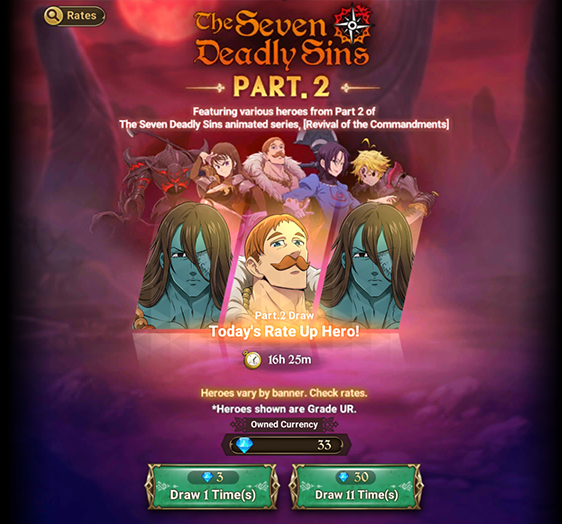 Rates
The Seven
Deadly Sins
PART. 2
Featuring various heroes from Part 2 of
The Seven Deadly Sins animated series, [Revival of the Commandments]
Part.2 Draw
Today's Rate Up Hero!
16h 25m
Heroes vary by banner. Check rates.
*Heroes shown are Grade UR.
Owned Currency
33
3
Draw 1 Time(s)
30
Draw 11 Time(s)